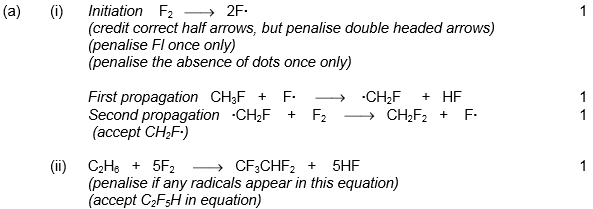 (a) (i) Initiation F₂ ⟶ 2F· 1
(credit correct half arrows, but penalise double headed arrows)
(penalise Fl once only)
(penalise the absence of dots once only)
First propagation CH₃F + F· ⟶ ·CH₂F + HF 1
Second propagation ·CH₂F + F₂ ⟶ CH₂F₂ + F· 1
(accept CH₂F·)
(ii) C₂H₆ + 5F₂ ⟶ CF₃CHF₂ + 5HF 1
(penalise if any radicals appear in this equation)
(accept C₂F₅H in equation)